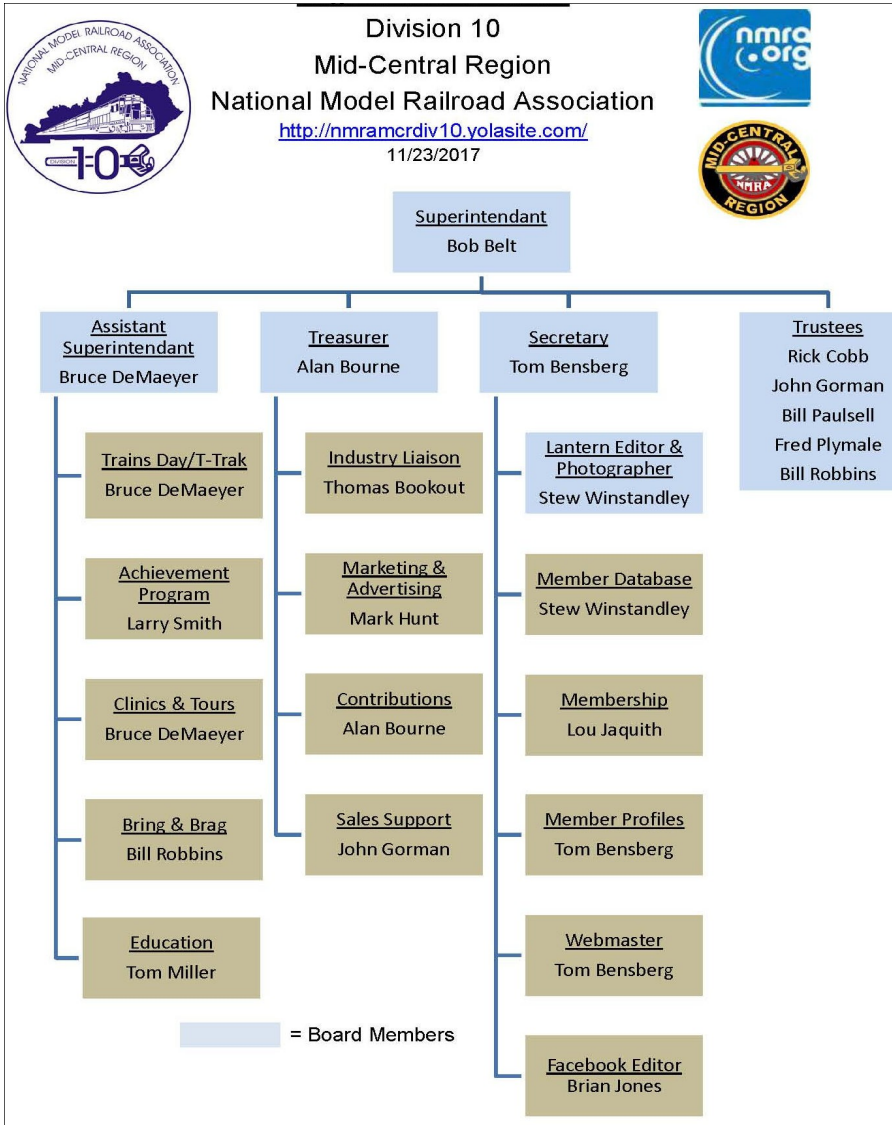 Division 10
Mid-Central Region
National Model Railroad Association
http://nmramcrdiv10.yolasite.com/
11/23/2017
NATIONAL MODEL RAILROAD ASSOCIATION
MID-CENTRAL REGION
DIVISION
10
nmra
.org
MID-CENTRAL
NMRA
REGION
Superintendant
Bob Belt
Assistant
Superintendant
Bruce DeMaeyer
Treasurer
Alan Bourne
Secretary
Tom Bensberg
Trustees
Rick Cobb
John Gorman
Bill Paulsell
Fred Plymale
Bill Robbins
Trains Day/T-Trak
Bruce DeMaeyer
Achievement
Program
Larry Smith
Clinics & Tours
Bruce DeMaeyer
Bring & Brag
Bill Robbins
Education
Tom Miller
Industry Liaison
Thomas Bookout
Marketing &
Advertising
Mark Hunt
Contributions
Alan Bourne
Sales Support
John Gorman
Lantern Editor &
Photographer
Stew Winstandley
Member Database
Stew Winstandley
Membership
Lou Jaquith
Member Profiles
Tom Bensberg
Webmaster
Tom Bensberg
Facebook Editor
Brian Jones
= Board Members